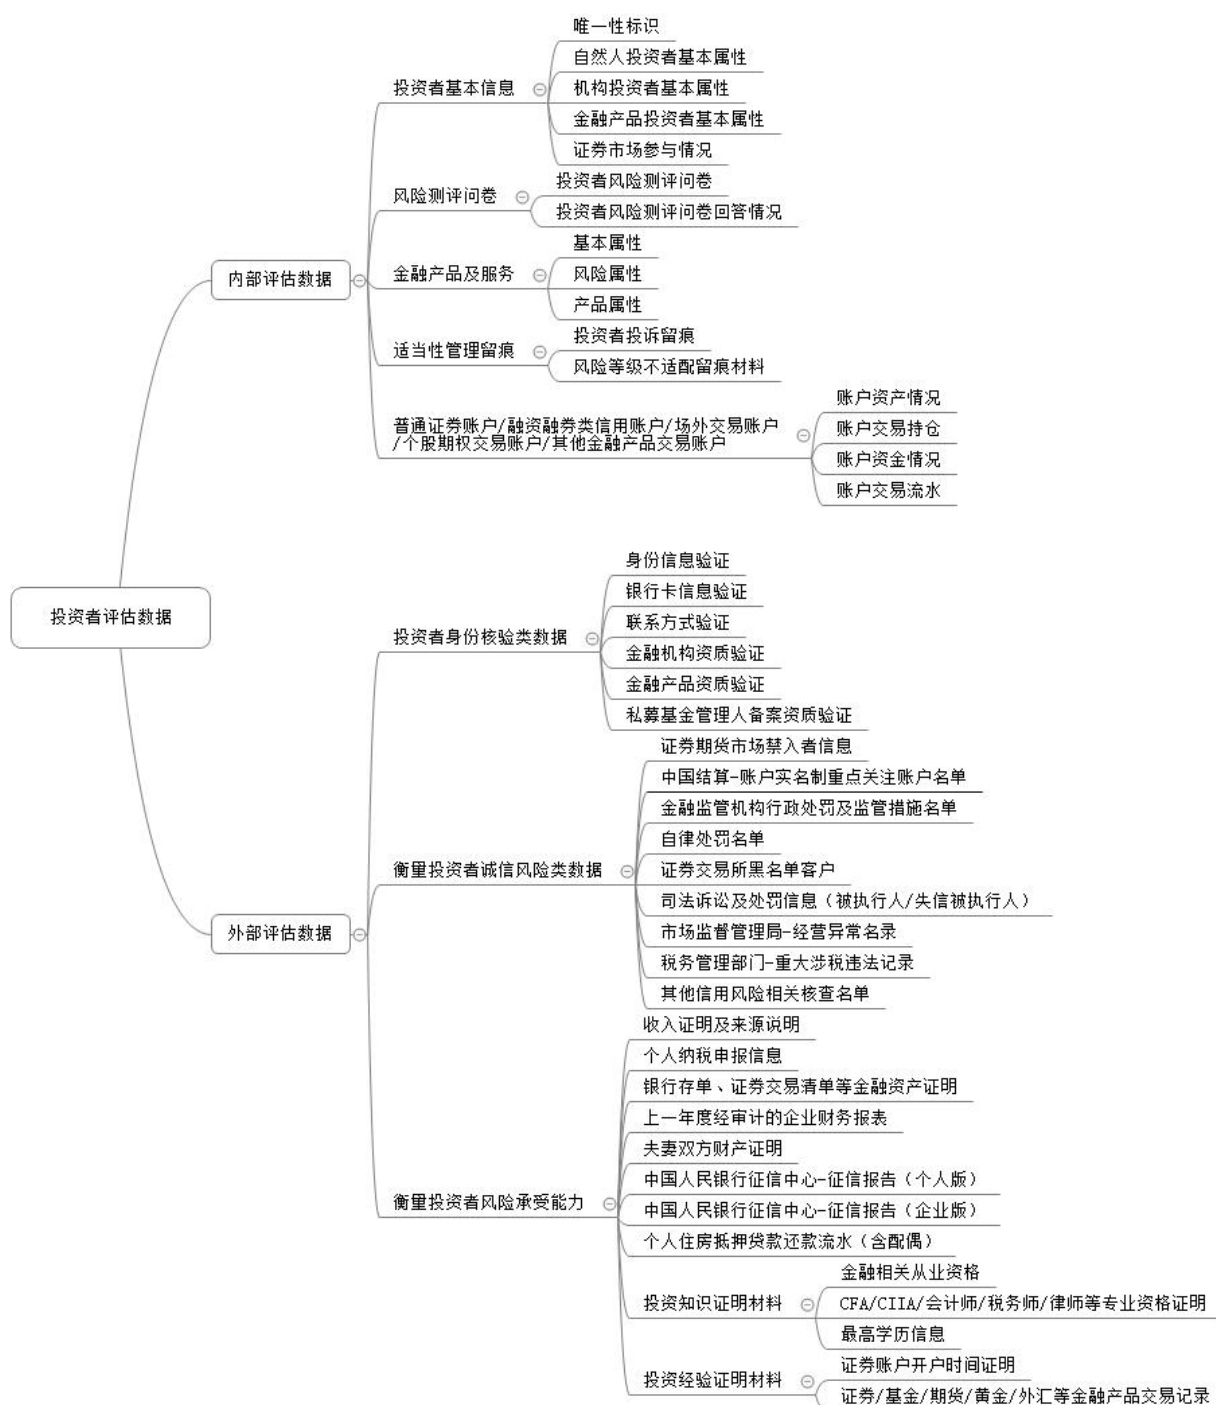 唯一性标识
自然人投资者基本属性
投资者基本信息
机构投资者基本属性
金融产品投资者基本属性
证券市场参与情况
投资者风险测评问卷
风险测评问卷
投资者风险测评问卷回答情况
基本属性
金融产品及服务
风险属性
内部评估数据
产品属性
投资者投诉留痕
适当性管理留痕
风险等级不适配留痕材料
账户资产情况
普通证券账户/融资融券类信用账户/场外交易账户
/个股期权交易账户/其他金融产品交易账户
账户交易持仓
账户资金情况
账户交易流水
投资者评估数据
身份信息验证
银行卡信息验证
联系方式验证
投资者身份核验类数据
金融机构资质验证
金融产品资质验证
私募基金管理人备案资质验证
证券期货市场禁入者信息
中国结算-账户实名制重点关注账户名单
金融监管机构行政处罚及监管措施名单
自律处罚名单
衡量投资者诚信风险类数据
证券交易所黑名单客户
司法诉讼及处罚信息（被执行人/失信被执行人）
外部评估数据
市场监督管理局-经营异常名录
税务管理部门-重大涉税违法记录
其他信用风险相关核查名单
收入证明及来源说明
个人纳税申报信息
银行存单、证券交易清单等金融资产证明
上一年度经审计的企业财务报表
夫妻双方财产证明
中国人民银行征信中心-征信报告（个人版）
衡量投资者风险承受能力
中国人民银行征信中心-征信报告（企业版）
个人住房抵押贷款还款流水（含配偶）
金融相关从业资格
投资知识证明材料
CFA/CIIA/会计师/税务师/律师等专业资格证明
最高学历信息
证券账户开户时间证明
投资经验证明材料
证券/基金/期货/黄金/外汇等金融产品交易记录